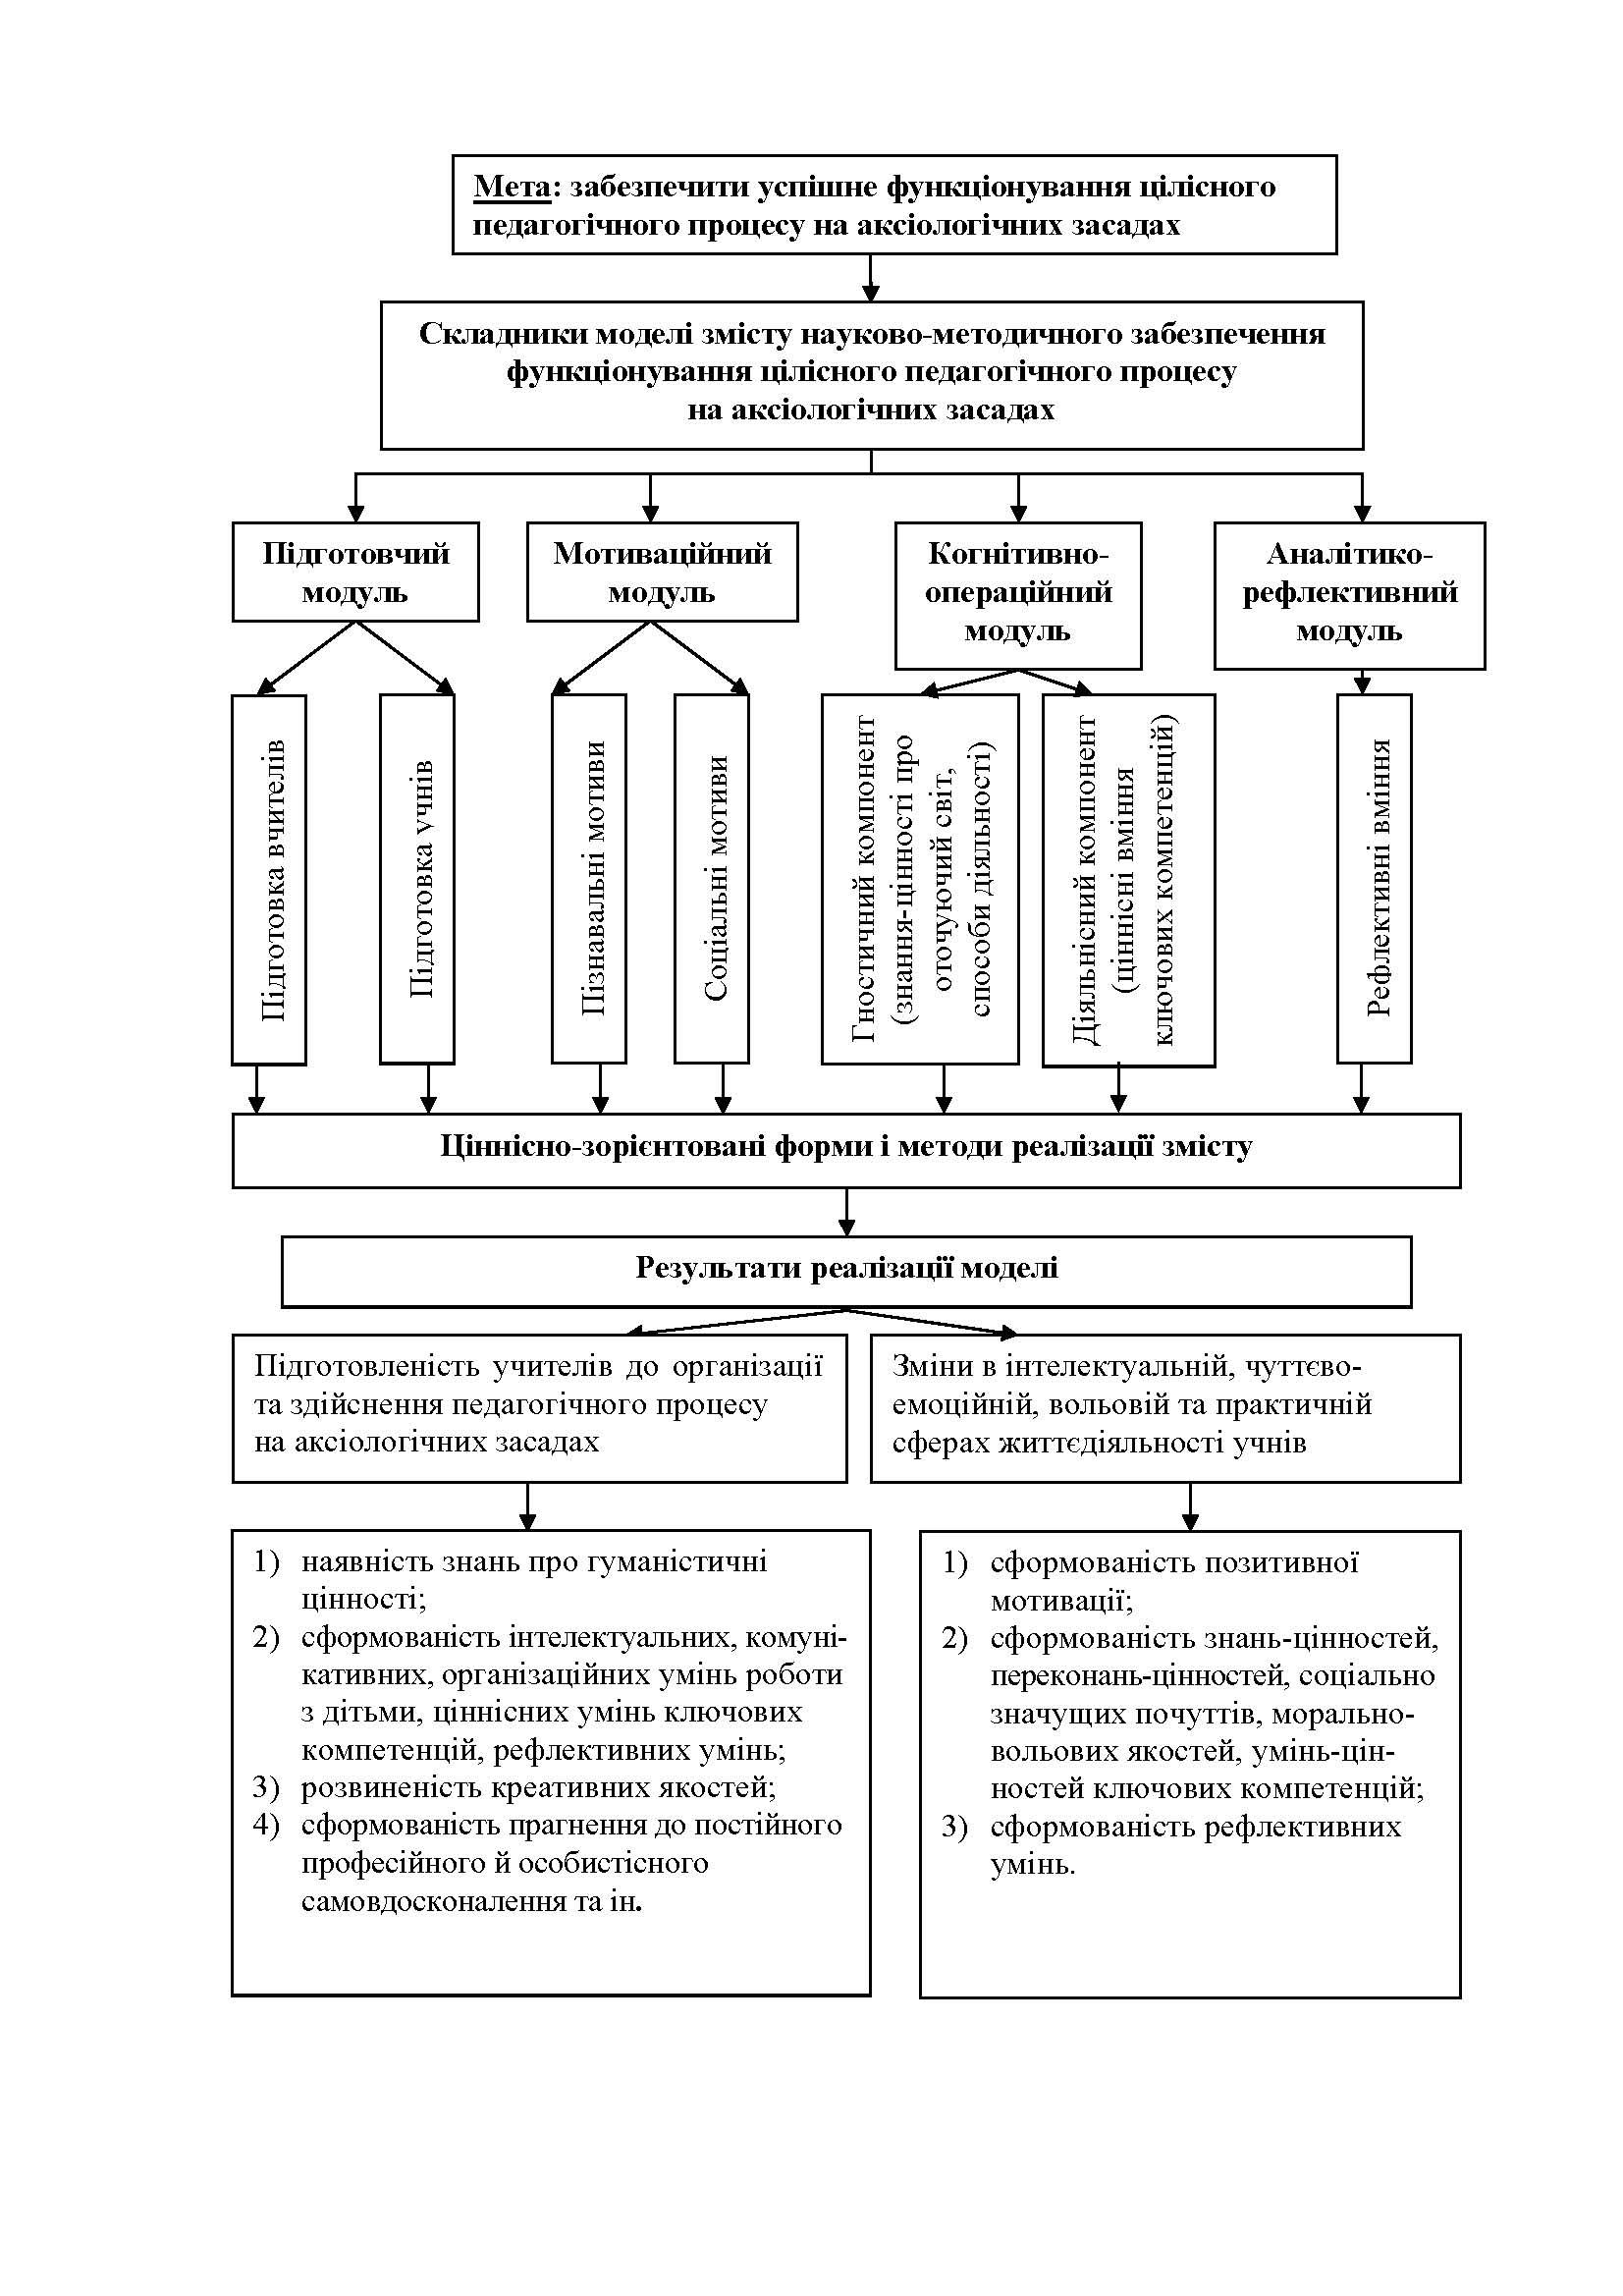 Мета: забезпечити успішне функціонування цілісного
педагогічного процесу на аксіологічних засадах
Складники моделі змісту науково-методичного забезпечення
функціонування цілісного педагогічного процесу
на аксіологічних засадах
Підготовчий
модуль
Мотиваційний
модуль
Когнітивно-
операційний
модуль
Аналітико-
рефлективний
модуль
Підготовка вчителів
Підготовка учнів
Пізнавальні мотиви
Соціальні мотиви
Гностичний компонент
(знання-цінності про
оточуючий світ,
способи діяльності)
Діяльнісний компонент
(ціннісні вміння
ключових компетенцій)
Рефлективні вміння
Ціннісно-зорієнтовані форми і методи реалізації змісту
Результати реалізації моделі
Підготовленість учителів до організації
та здійснення педагогічного процесу
на аксіологічних засадах
Зміни в інтелектуальній, чуттєво-
емоційній, вольовій та практичній
сферах життєдіяльності учнів
1) наявність знань про гуманістичні
цінності;
2) сформованість інтелектуальних, комуні-
кативних, організаційних умінь роботи
з дітьми, ціннісних умінь ключових
компетенцій, рефлективних умінь;
3) розвиненість креативних якостей;
4) сформованість прагнення до постійного
професійного й особистісного
самовдосконалення та ін.
1) сформованість позитивної
мотивації;
2) сформованість знань-цінностей,
переконань-цінностей, соціально
значущих почуттів, морально-
вольових якостей, умінь-цін-
ностей ключових компетенцій;
3) сформованість рефлективних
умінь.